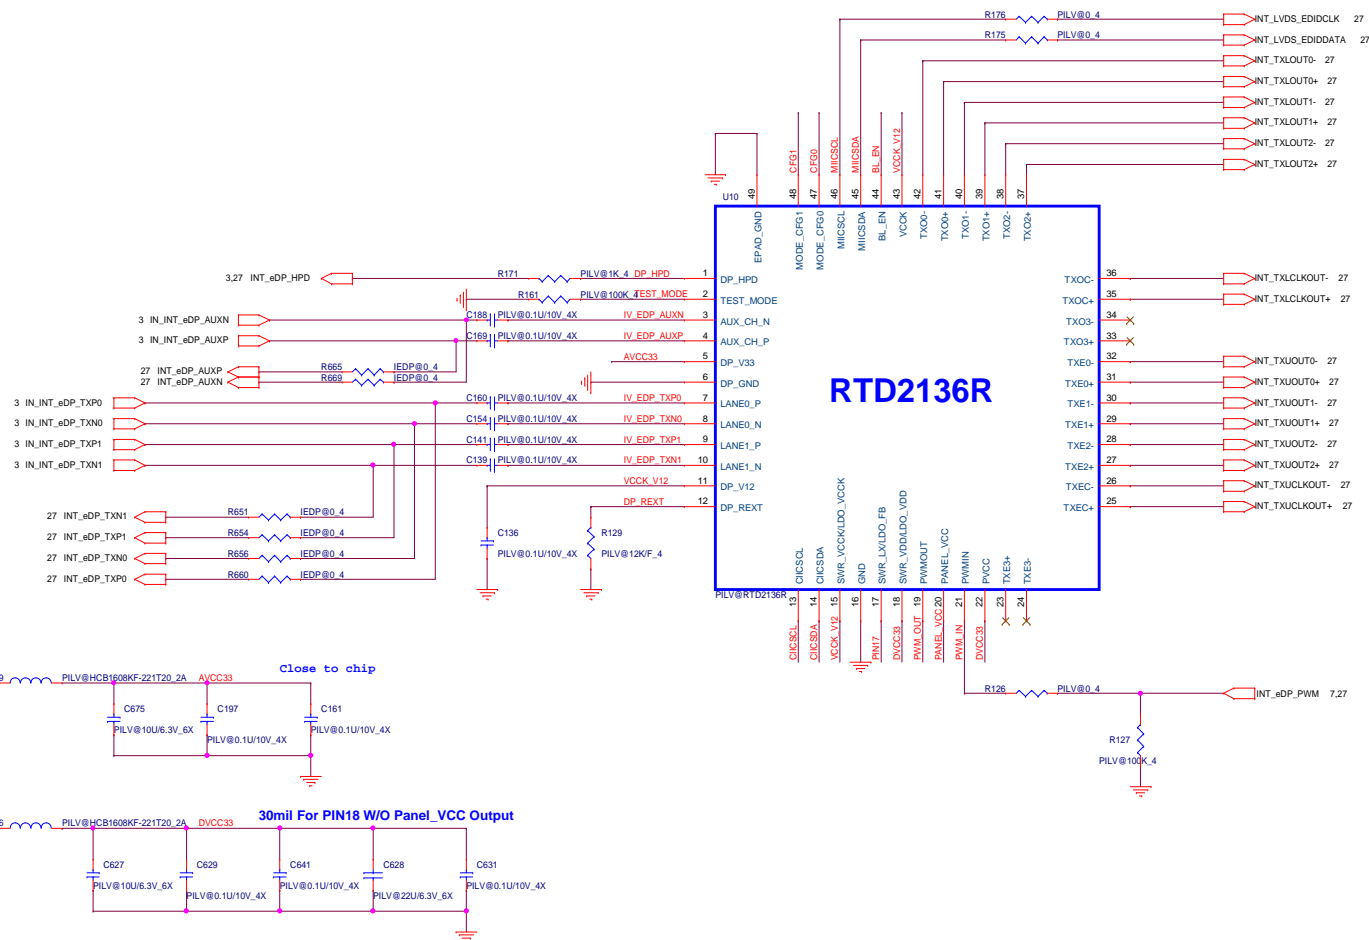 R176 PILV@0_4 INT_LVDS_EDIDCLK 27
R175 PILV@0_4 INT_LVDS_EDIDDATA 27
INT_TXLOUT0- 27
INT_TXLOUT0+ 27
INT_TXLOUT1- 27
INT_TXLOUT1+ 27
INT_TXLOUT2- 27
INT_TXLOUT2+ 27
CFG1 CFG0 MIICSCL MIICSDA BL_EN VCCK_V12
49 48 47 46 45 44 43 42 41 40 39 38 37
U10
EPAD_GND MODE_CFG1 MODE_CFG0 MIICSCL MIICSDA BL_EN VCCK TXO0- TXO0+ TXO1- TXO1+ TXO2- TXO2+
3,27 INT_eDP_HPD R171 PILV@1K_4 DP_HPD 1 DP_HPD
R161 PILV@100K_4 TEST_MODE 2 TEST_MODE
3 IN_INT_eDP_AUXN C188 PILV@0.1U/10V_4X IV_EDP_AUXN 3 AUX_CH_N
3 IN_INT_eDP_AUXP C169 PILV@0.1U/10V_4X IV_EDP_AUXP 4 AUX_CH_P
AVCC33 5 DP_V33
27 INT_eDP_AUXP R665 IEDP@0_4
27 INT_eDP_AUXN R669 IEDP@0_4
6 DP_GND
3 IN_INT_eDP_TXP0 C160 PILV@0.1U/10V_4X IV_EDP_TXP0 7 LANE0_P
3 IN_INT_eDP_TXN0 C154 PILV@0.1U/10V_4X IV_EDP_TXN0 8 LANE0_N
3 IN_INT_eDP_TXP1 C141 PILV@0.1U/10V_4X IV_EDP_TXP1 9 LANE1_P
3 IN_INT_eDP_TXN1 C139 PILV@0.1U/10V_4X IV_EDP_TXN1 10 LANE1_N
VCCK_V12 11 DP_V12
DP_REXT 12 DP_REXT
RTD2136R
TXOC- 36 INT_TXLCLKOUT- 27
TXOC+ 35 INT_TXLCLKOUT+ 27
TXO3- 34
TXO3+ 33
TXE0- 32 INT_TXUOUT0- 27
TXE0+ 31 INT_TXUOUT0+ 27
TXE1- 30 INT_TXUOUT1- 27
TXE1+ 29 INT_TXUOUT1+ 27
TXE2- 28 INT_TXUOUT2- 27
TXE2+ 27 INT_TXUOUT2+ 27
TXEC- 26 INT_TXUCLKOUT- 27
TXEC+ 25 INT_TXUCLKOUT+ 27
27 INT_eDP_TXN1 R651 IEDP@0_4
27 INT_eDP_TXP1 R654 IEDP@0_4
27 INT_eDP_TXN0 R656 IEDP@0_4
27 INT_eDP_TXP0 R660 IEDP@0_4
C136
PILV@0.1U/10V_4X
R129
PILV@12K/F_4
CIICSCL CIICSDA SWR_VCCK/LDO_VCCK GND SWR_LX/LDO_FB SWR_VDD/LDO_VDD PWMOUT PANEL_VCC PWMIN PVCC TXE3+ TXE3-
PILV@RTD2136R
13 14 15 16 17 18 19 20 21 22 23 24
CIICSCL CIICSDA VCCK_V12 PIN17 DVCC33 PWM_OUT PANEL_VCC PWM_IN DVCC33
R126 PILV@0_4 INT_eDP_PWM 7,27
R127
PILV@100K_4
Close to chip
9 PILV@HCB1608KF-221T20_2A AVCC33
C675
PILV@10U/6.3V_6X
C197
PILV@0.1U/10V_4X
C161
PILV@0.1U/10V_4X
30mil For PIN18 W/O Panel_VCC Output
6 PILV@HCB1608KF-221T20_2A DVCC33
C627
PILV@10U/6.3V_6X
C629
PILV@0.1U/10V_4X
C641
PILV@0.1U/10V_4X
C628
PILV@22U/6.3V_6X
C631
PILV@0.1U/10V_4X